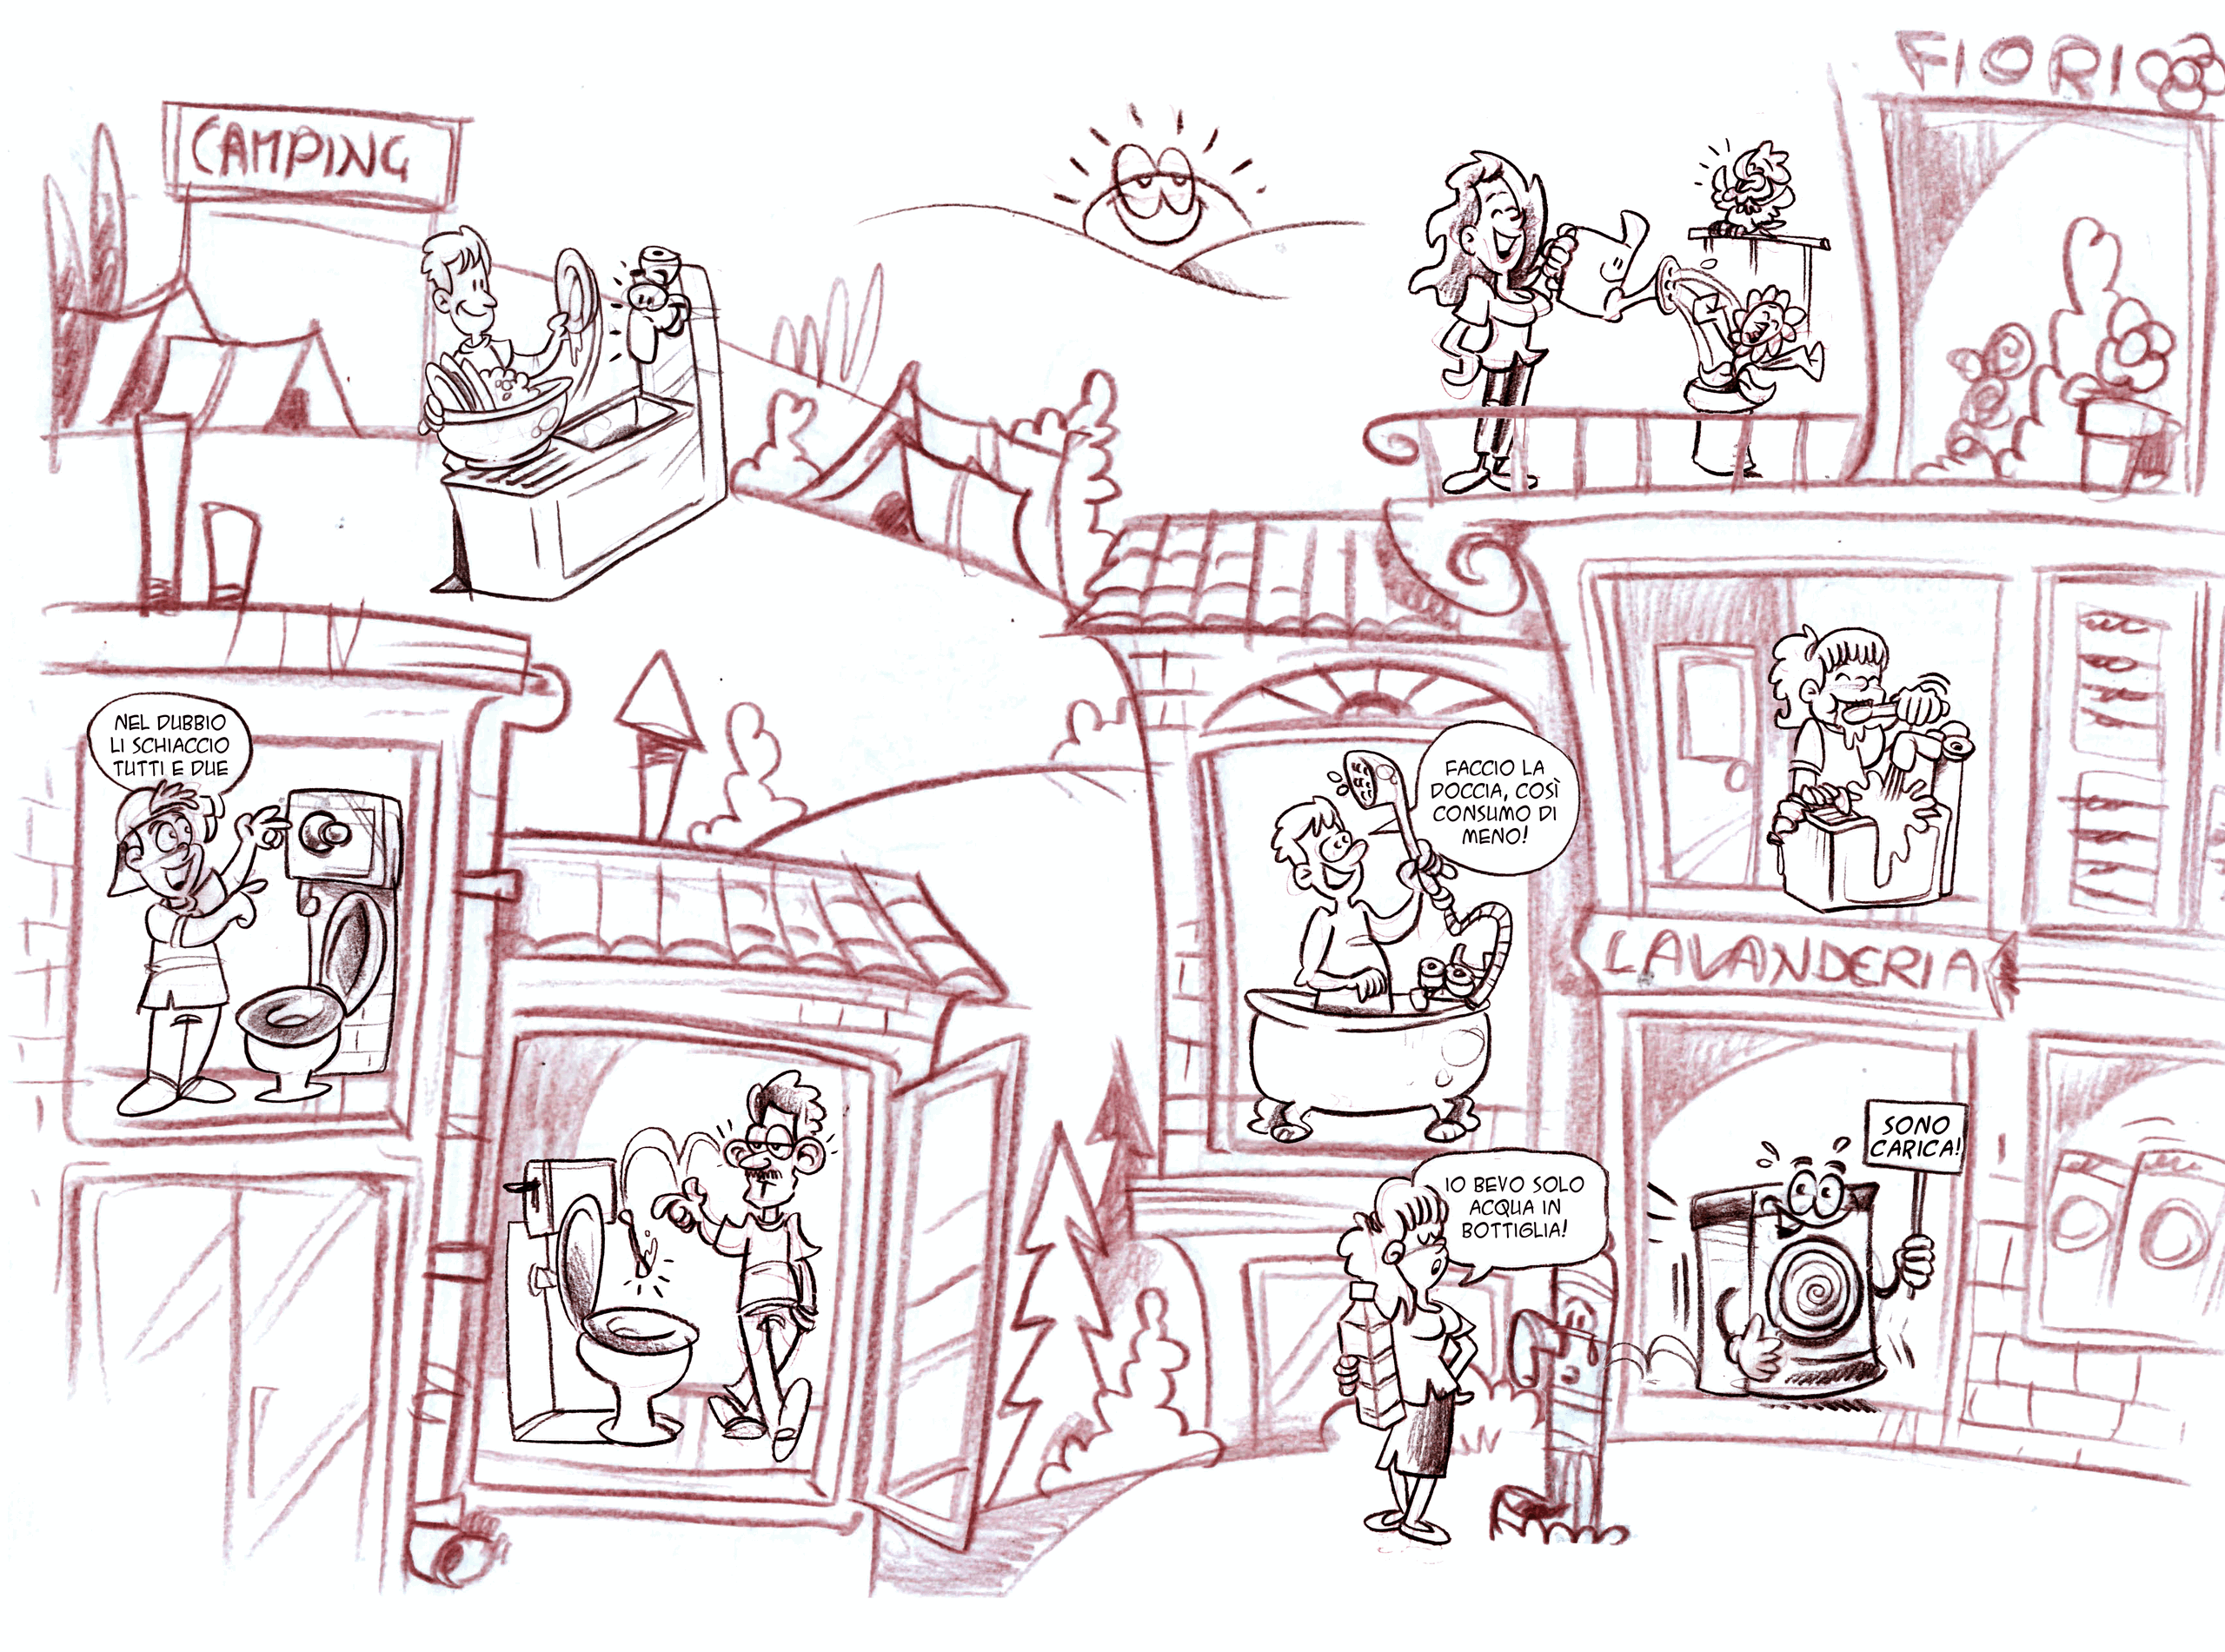 FIORI
CAMPING
NEL DUBBIO
LI SCHIACCIO
TUTTI E DUE
FACCIO LA
DOCCIA, COSÌ
CONSUMO DI
MENO!
LAVANDERIA
SONO
CARICA!
IO BEVO SOLO
ACQUA IN
BOTTIGLIA!